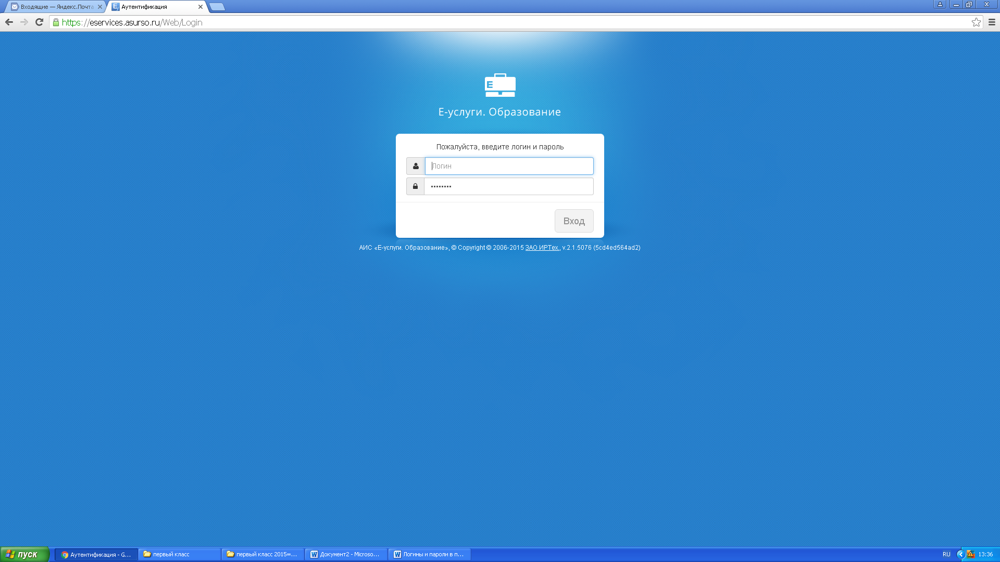 Входящие — Яндекс.Почта
Аутентификация
https://eservices.asurso.ru/Web/Login
E
Е-услуги. Образование
Пожалуйста, введите логин и пароль
Логин
••••••••
Вход
АИС «Е-услуги. Образование», © Copyright © 2006-2015 ЗАО ИРТех., v.2.1.5076 (5cd4ed564ad2)
пуск
Аутентификация - G...
первый класс
первый класс 2015=...
Документ2 - Microso...
Логины и пароли в п...
RU
13:36